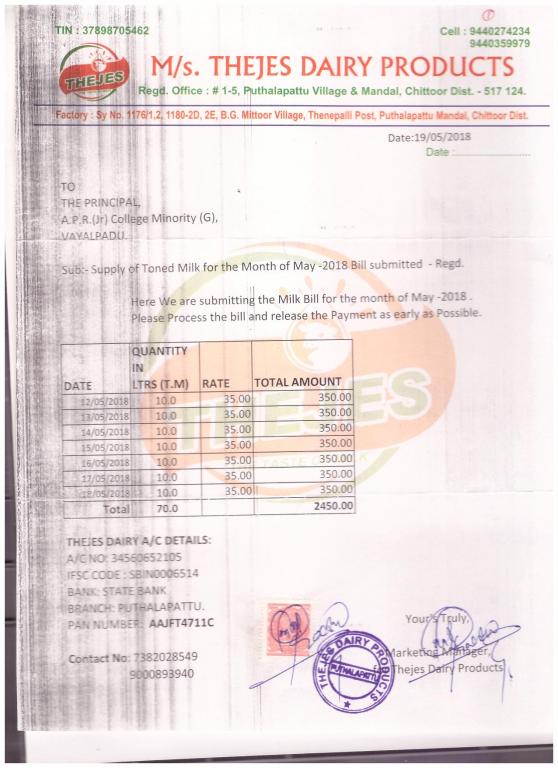 1
TIN : 37898705462
Cell : 9440274234
9440359979
THEJES
M/s. THEJES DAIRY PRODUCTS
Regd. Office : # 1-5, Puthalapattu Village & Mandal, Chittoor Dist. - 517 124.
Factory : Sy No. 1176/1,2, 1180-2D, 2E, B.G. Mittoor Village, Thenepalli Post, Puthalapattu Mandal, Chittoor Dist.
Date:19/05/2018
Date :
TO
THE PRINCIPAL,
A.P.R.(Jr) College Minority (G),
VAYALPADU.
Sub:- Supply of Toned Milk for the Month of May -2018 Bill submitted - Regd.
Here We are submitting the Milk Bill for the month of May -2018 .
Please Process the bill and release the Payment as early as Possible.
THEJES
DATE QUANTITY IN LTRS (T.M) RATE TOTAL AMOUNT
12/05/2018 10.0 35.00 350.00
13/05/2018 10.0 35.00 350.00
14/05/2018 10.0 35.00 350.00
15/05/2018 10.0 35.00 350.00
16/05/2018 10.0 35.00 350.00
17/05/2018 10.0 35.00 350.00
18/05/2018 10.0 35.00 350.00
Total 70.0 2450.00
THEJES DAIRY A/C DETAILS:
A/C NO: 34560652105
IFSC CODE : SBIN0006514
BANK: STATE BANK
BRANCH: PUTHALAPATTU.
PAN NUMBER: AAJFT4711C
Contact No: 7382028549
9000893940
Your's Truly,
Marketing Manager,
Thejes Dairy Products
THEJES DAIRY PRODUCTS
PUTHALAPATTU